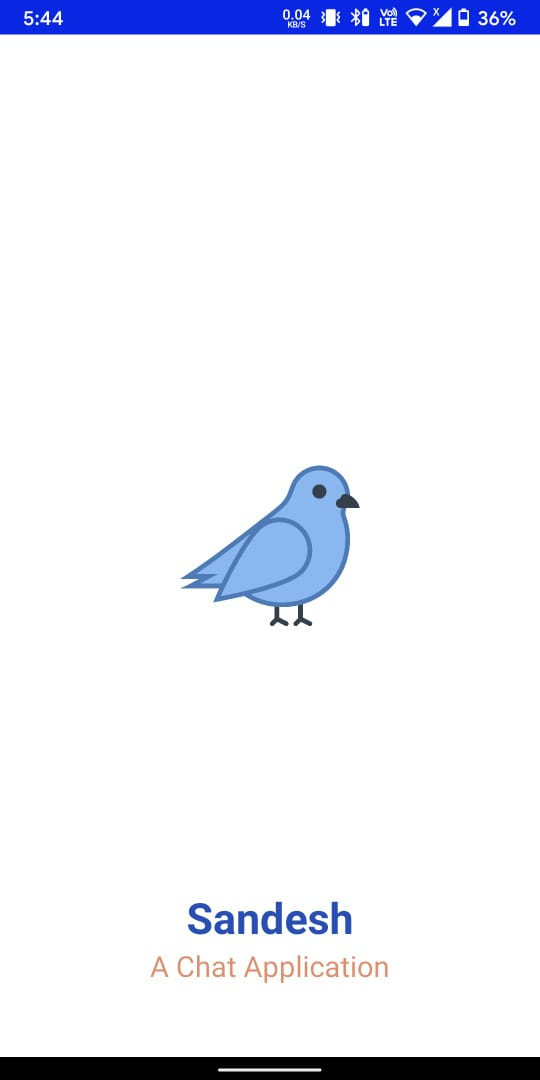 5:44 0.04 KB/S Vo) LTE X 36%
Sandesh
A Chat Application